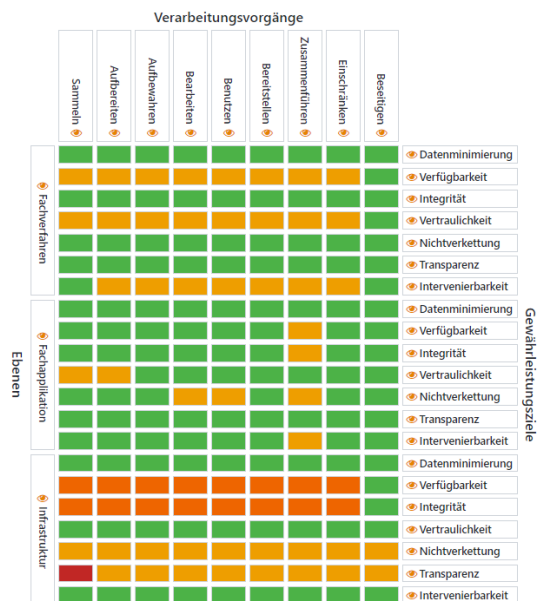 Verarbeitungsvorgänge
Sammeln
Aufbereiten
Aufbewahren
Bearbeiten
Benutzen
Bereitstellen
Zusammenführen
Einschränken
Beseitigen
Ebenen
Gewährleistungsziele
Fachverfahren
Datenminimierung
Verfügbarkeit
Integrität
Vertraulichkeit
Nichtverkettung
Transparenz
Intervenierbarkeit
Fachapplikation
Datenminimierung
Verfügbarkeit
Integrität
Vertraulichkeit
Nichtverkettung
Transparenz
Intervenierbarkeit
Infrastruktur
Datenminimierung
Verfügbarkeit
Integrität
Vertraulichkeit
Nichtverkettung
Transparenz
Intervenierbarkeit